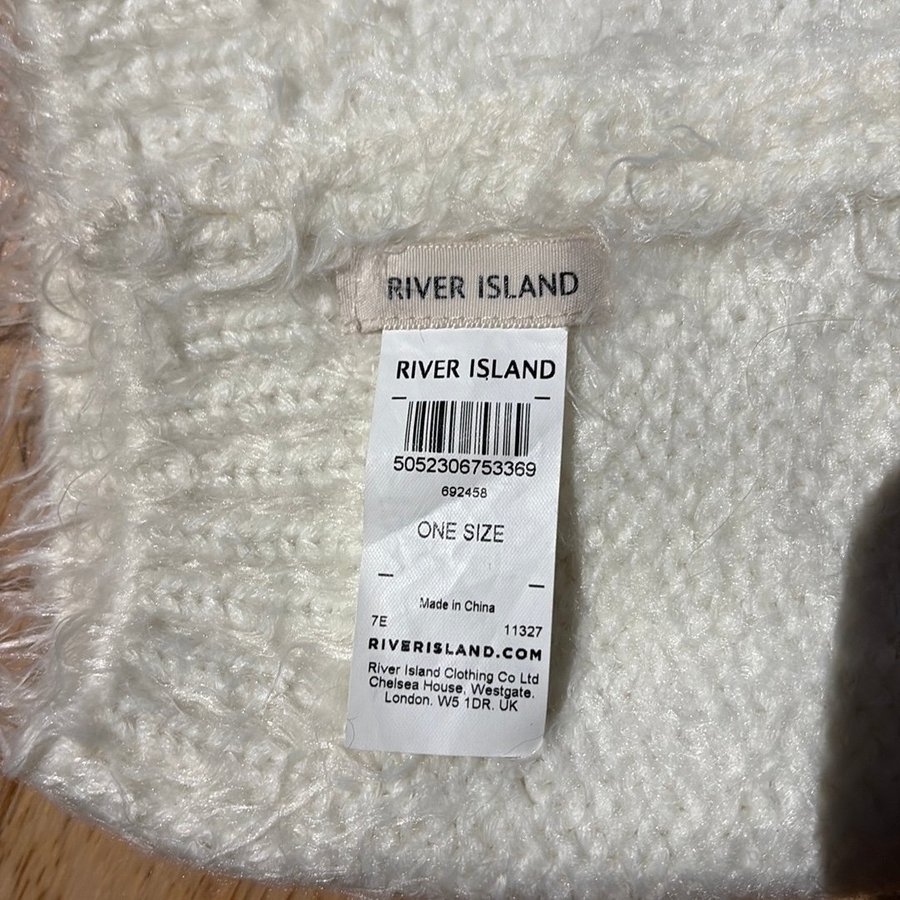 RIVER ISLAND
RIVER ISLAND
5052306753369
692458
ONE SIZE
Made in China
7E 11327
RIVERISLAND.COM
River Island Clothing Co Ltd
Chelsea House, Westgate.
London. W5 1DR. UK